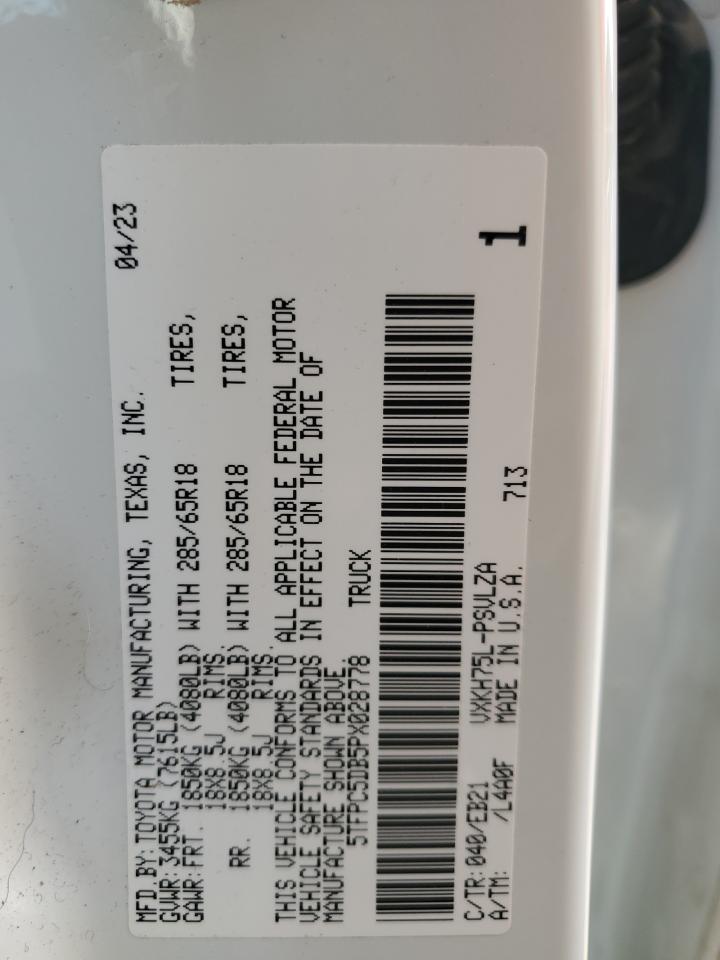 MFD. BY: TOYOTA MOTOR MANUFACTURING, TEXAS, INC. 04/23
GVWR: 3455KG (7615LB)
GAWR: FRT. 1850KG (4080LB) WITH 285/65R18 TIRES,
18X8.5J RIMS.
RR. 1850KG (4080LB) WITH 285/65R18 TIRES,
18X8.5J RIMS.
THIS VEHICLE CONFORMS TO ALL APPLICABLE FEDERAL MOTOR
VEHICLE SAFETY STANDARDS IN EFFECT ON THE DATE OF
MANUFACTURE SHOWN ABOVE.
5TFPC5DB5PX028778 TRUCK
C/TR: 040/EB21 VXKH75L-PSVLZA
A/TM: /L4A0F MADE IN U.S.A. 713
1